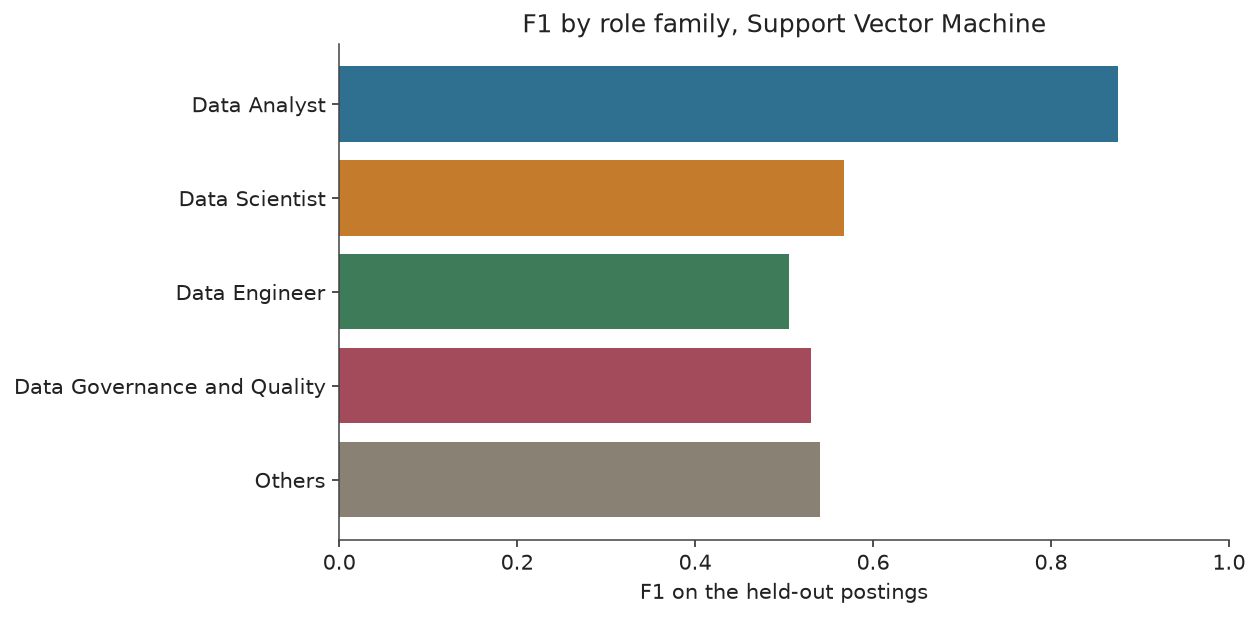 F1 by role family, Support Vector Machine
Data Analyst
Data Scientist
Data Engineer
Data Governance and Quality
Others
0.0 0.2 0.4 0.6 0.8 1.0
F1 on the held-out postings